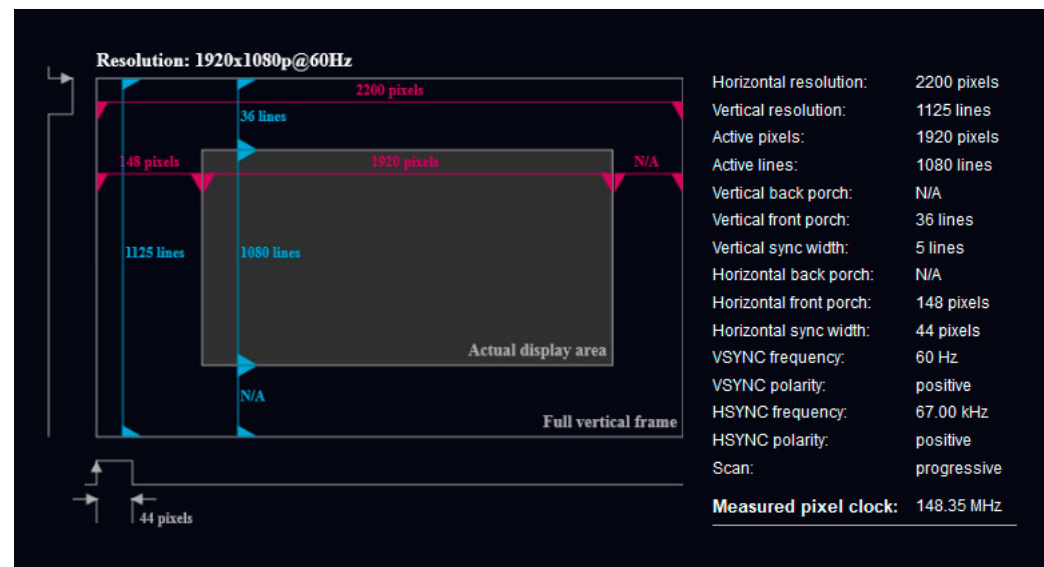 Resolution: 1920x1080p@60Hz
2200 pixels
36 lines
148 pixels
1920 pixels
N/A
1125 lines
1080 lines
Actual display area
N/A
Full vertical frame
44 pixels
Horizontal resolution: 2200 pixels
Vertical resolution: 1125 lines
Active pixels: 1920 pixels
Active lines: 1080 lines
Vertical back porch: N/A
Vertical front porch: 36 lines
Vertical sync width: 5 lines
Horizontal back porch: N/A
Horizontal front porch: 148 pixels
Horizontal sync width: 44 pixels
VSYNC frequency: 60 Hz
VSYNC polarity: positive
HSYNC frequency: 67.00 kHz
HSYNC polarity: positive
Scan: progressive
Measured pixel clock: 148.35 MHz